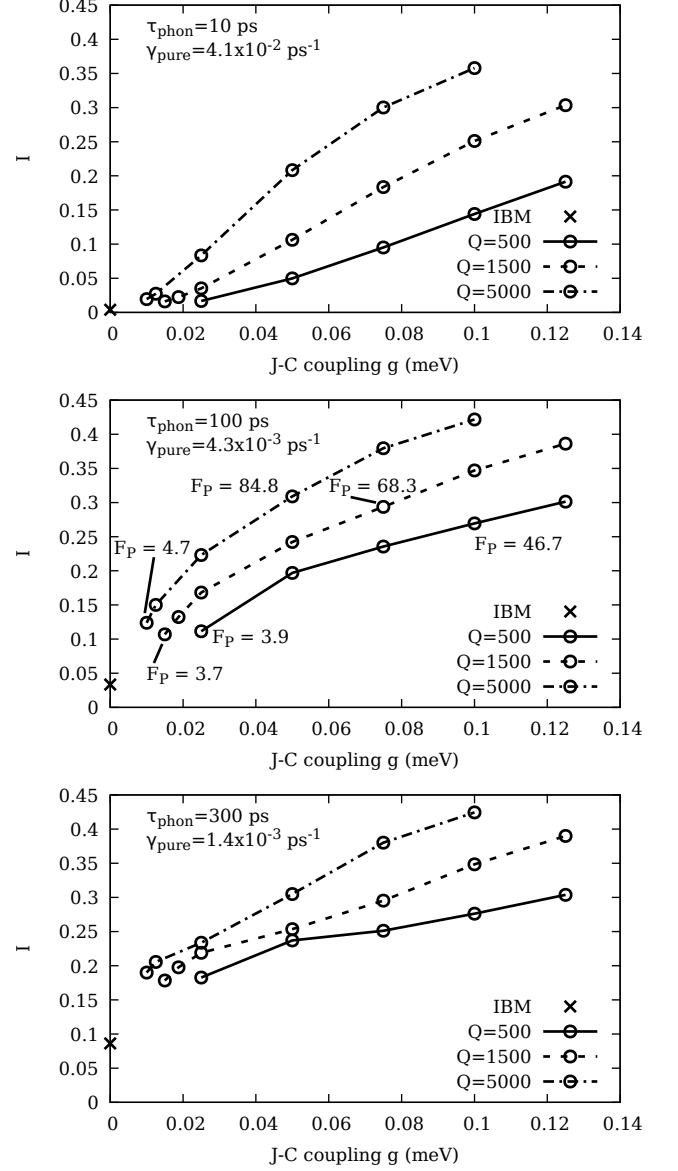 0.45
τphon=10 ps
γpure=4.1x10-2 ps-1
0.4
0.35
0.3
0.25
0.2
0.15
0.1
0.05
0
I
IBM
Q=500
Q=1500
Q=5000
0 0.02 0.04 0.06 0.08 0.1 0.12 0.14
J-C coupling g (meV)
0.45
τphon=100 ps
γpure=4.3x10-3 ps-1
0.4
0.35
0.3
0.25
0.2
0.15
0.1
0.05
0
I
FP = 84.8
FP = 68.3
FP = 4.7
FP = 46.7
FP = 3.9
FP = 3.7
IBM
Q=500
Q=1500
Q=5000
0 0.02 0.04 0.06 0.08 0.1 0.12 0.14
J-C coupling g (meV)
0.45
τphon=300 ps
γpure=1.4x10-3 ps-1
0.4
0.35
0.3
0.25
0.2
0.15
0.1
0.05
0
I
IBM
Q=500
Q=1500
Q=5000
0 0.02 0.04 0.06 0.08 0.1 0.12 0.14
J-C coupling g (meV)